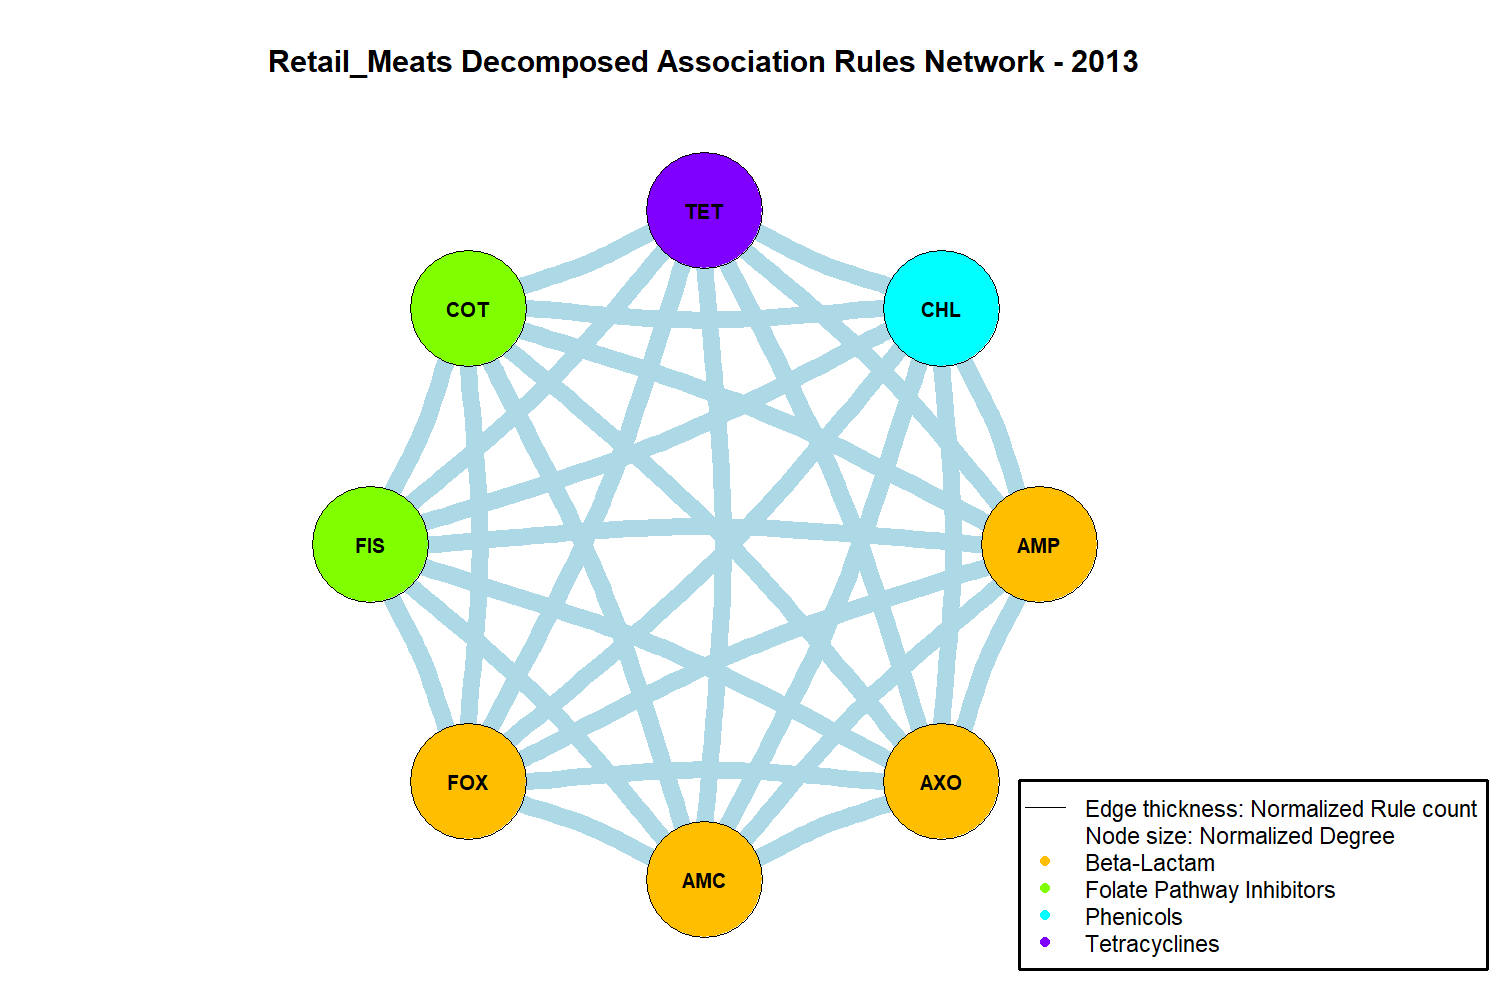 Retail_Meats Decomposed Association Rules Network - 2013
TET
COT
CHL
FIS
AMP
FOX
AXO
AMC
Edge thickness: Normalized Rule count
Node size: Normalized Degree
Beta-Lactam
Folate Pathway Inhibitors
Phenicols
Tetracyclines